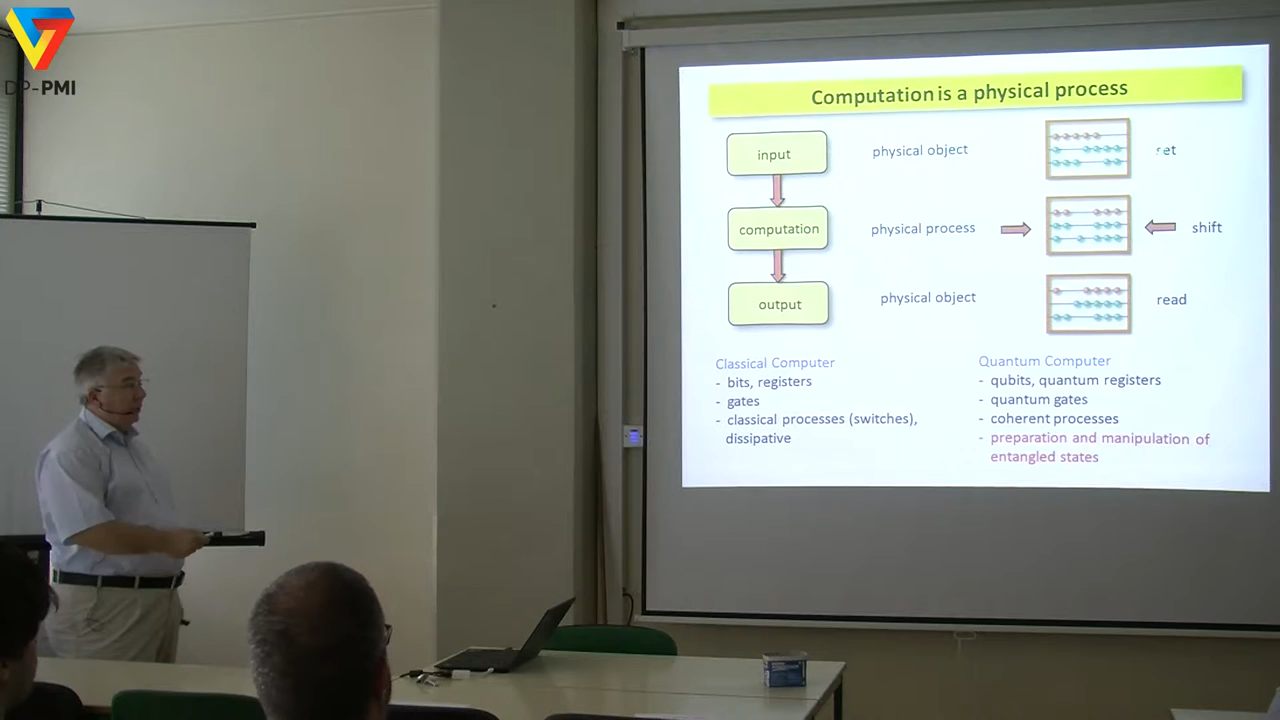 DP-PMI
Computation is a physical process
input physical object set
computation physical process shift
output physical object read
Classical Computer
- bits, registers
- gates
- classical processes (switches),
dissipative
Quantum Computer
- qubits, quantum registers
- quantum gates
- coherent processes
- preparation and manipulation of
entangled states